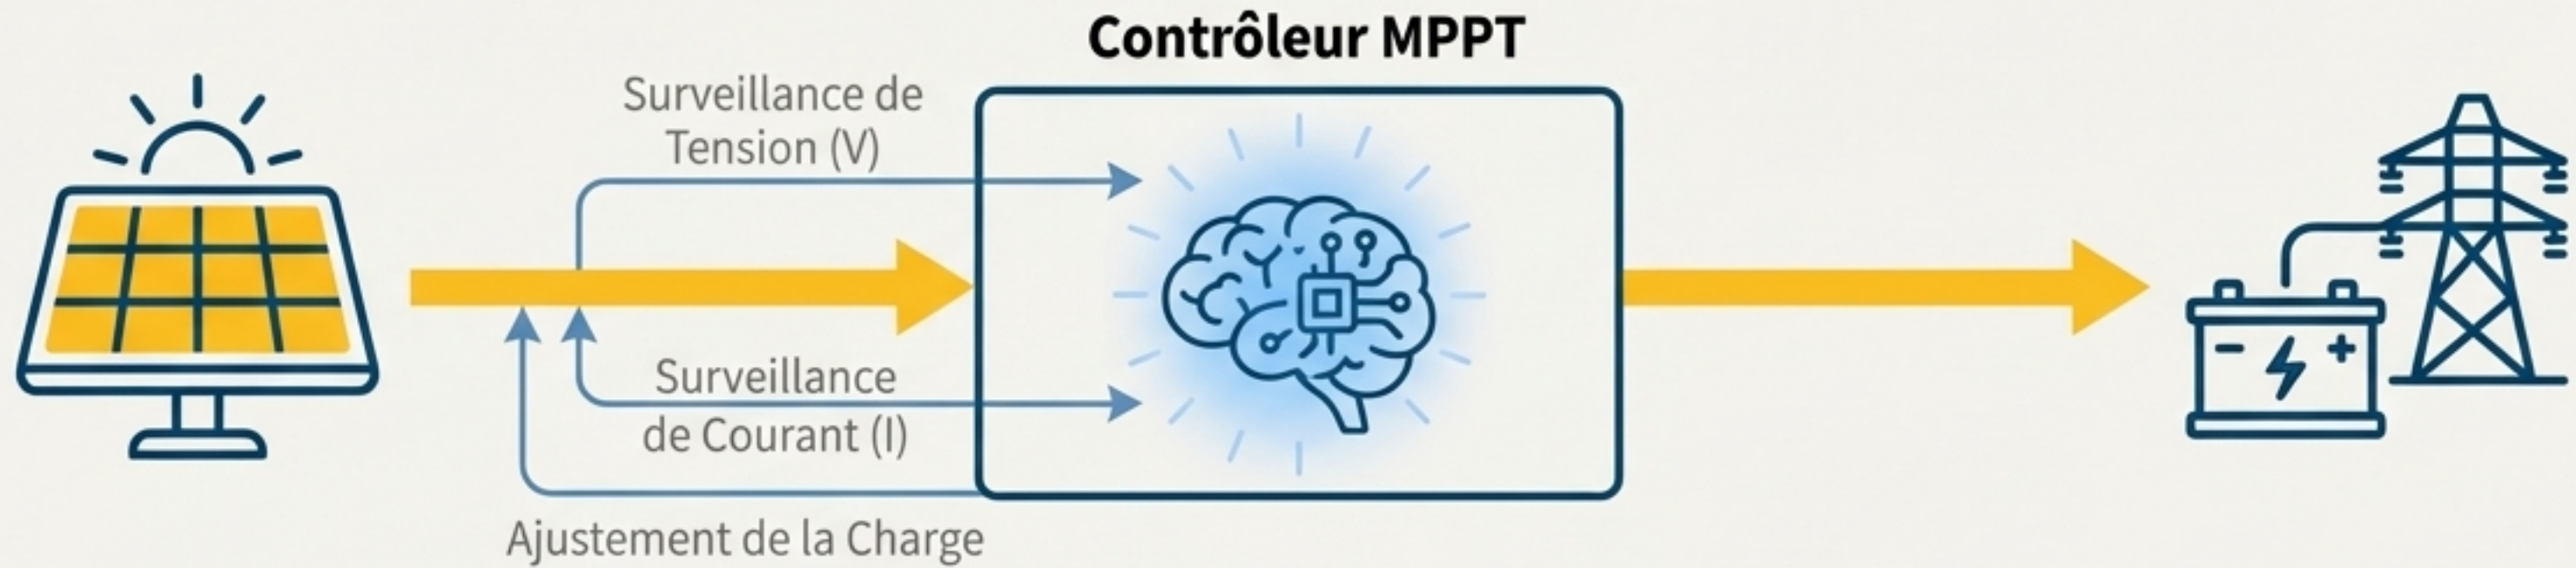 Contrôleur MPPT
Surveillance de
Tension (V)
Surveillance
de Courant (I)
Ajustement de la Charge